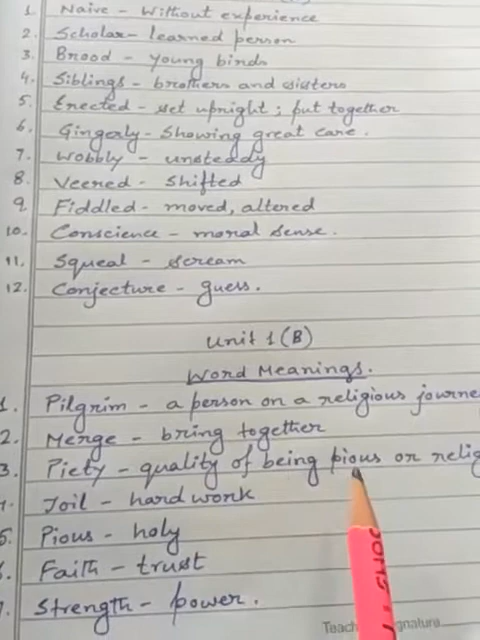 1. Naive - Without experience
2. Scholar - learned person
3. Brood - young birds
4. Siblings - brothers and sisters
5. Erected - set upright ; put together
6. Gingerly - Showing great care .
7. Wobbly - unsteady
8. Veered - shifted
9 Fiddled - moved, altered
10. Conscience - moral sense .
11. Squeal - scream
12. Conjecture - guess .
Unit 1 (B)
Word Meanings .
1. Pilgrim - a person on a religious journe
2. Merge - bring together
3. Piety - quality of being pious or relig
Toil - hard work
5. Pious - holy
Faith - trust
Strength - power .
Teach gnature